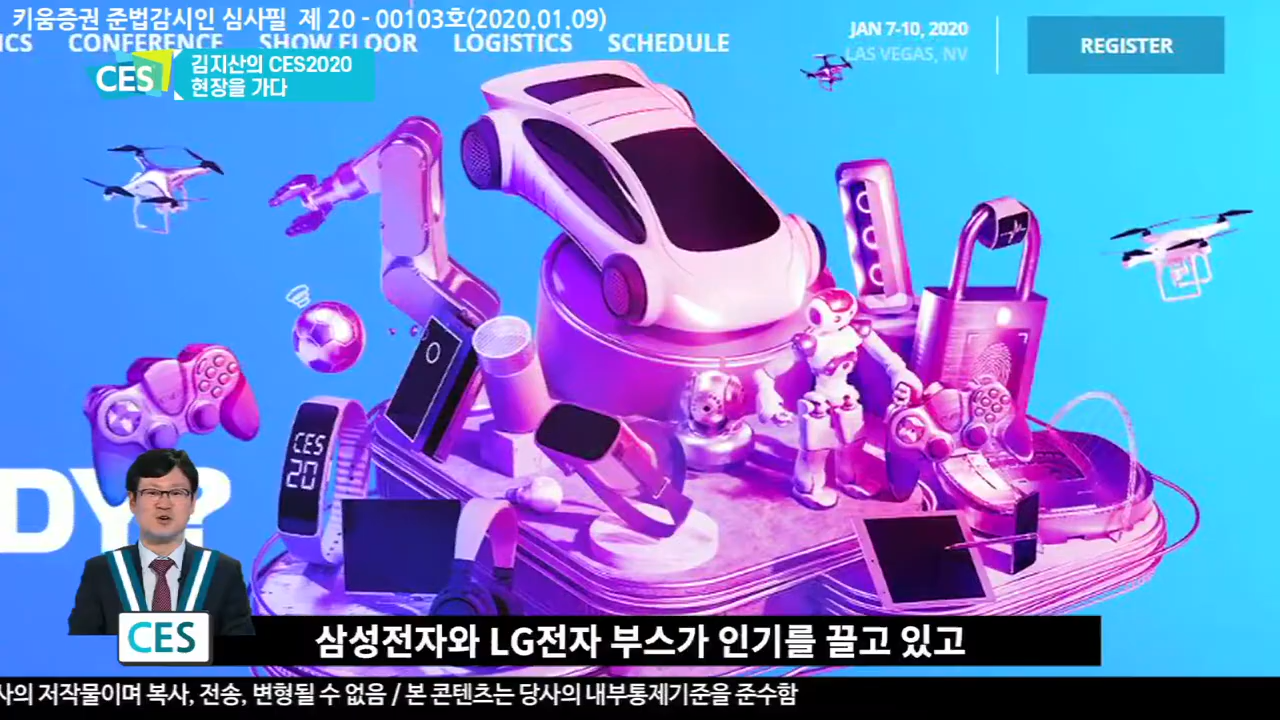 키움증권 준법감시인 심사필 제 20 - 00103호(2020.01.09)
ICS CONFERENCE SHOW FLOOR LOGISTICS SCHEDULE
JAN 7-10, 2020
LAS VEGAS, NV
REGISTER
CES
김지산의 CES2020
현장을 가다
CES
20
DY?
CES
삼성전자와 LG전자 부스가 인기를 끌고 있고
사의 저작물이며 복사, 전송, 변형될 수 없음 / 본 콘텐츠는 당사의 내부통제기준을 준수함